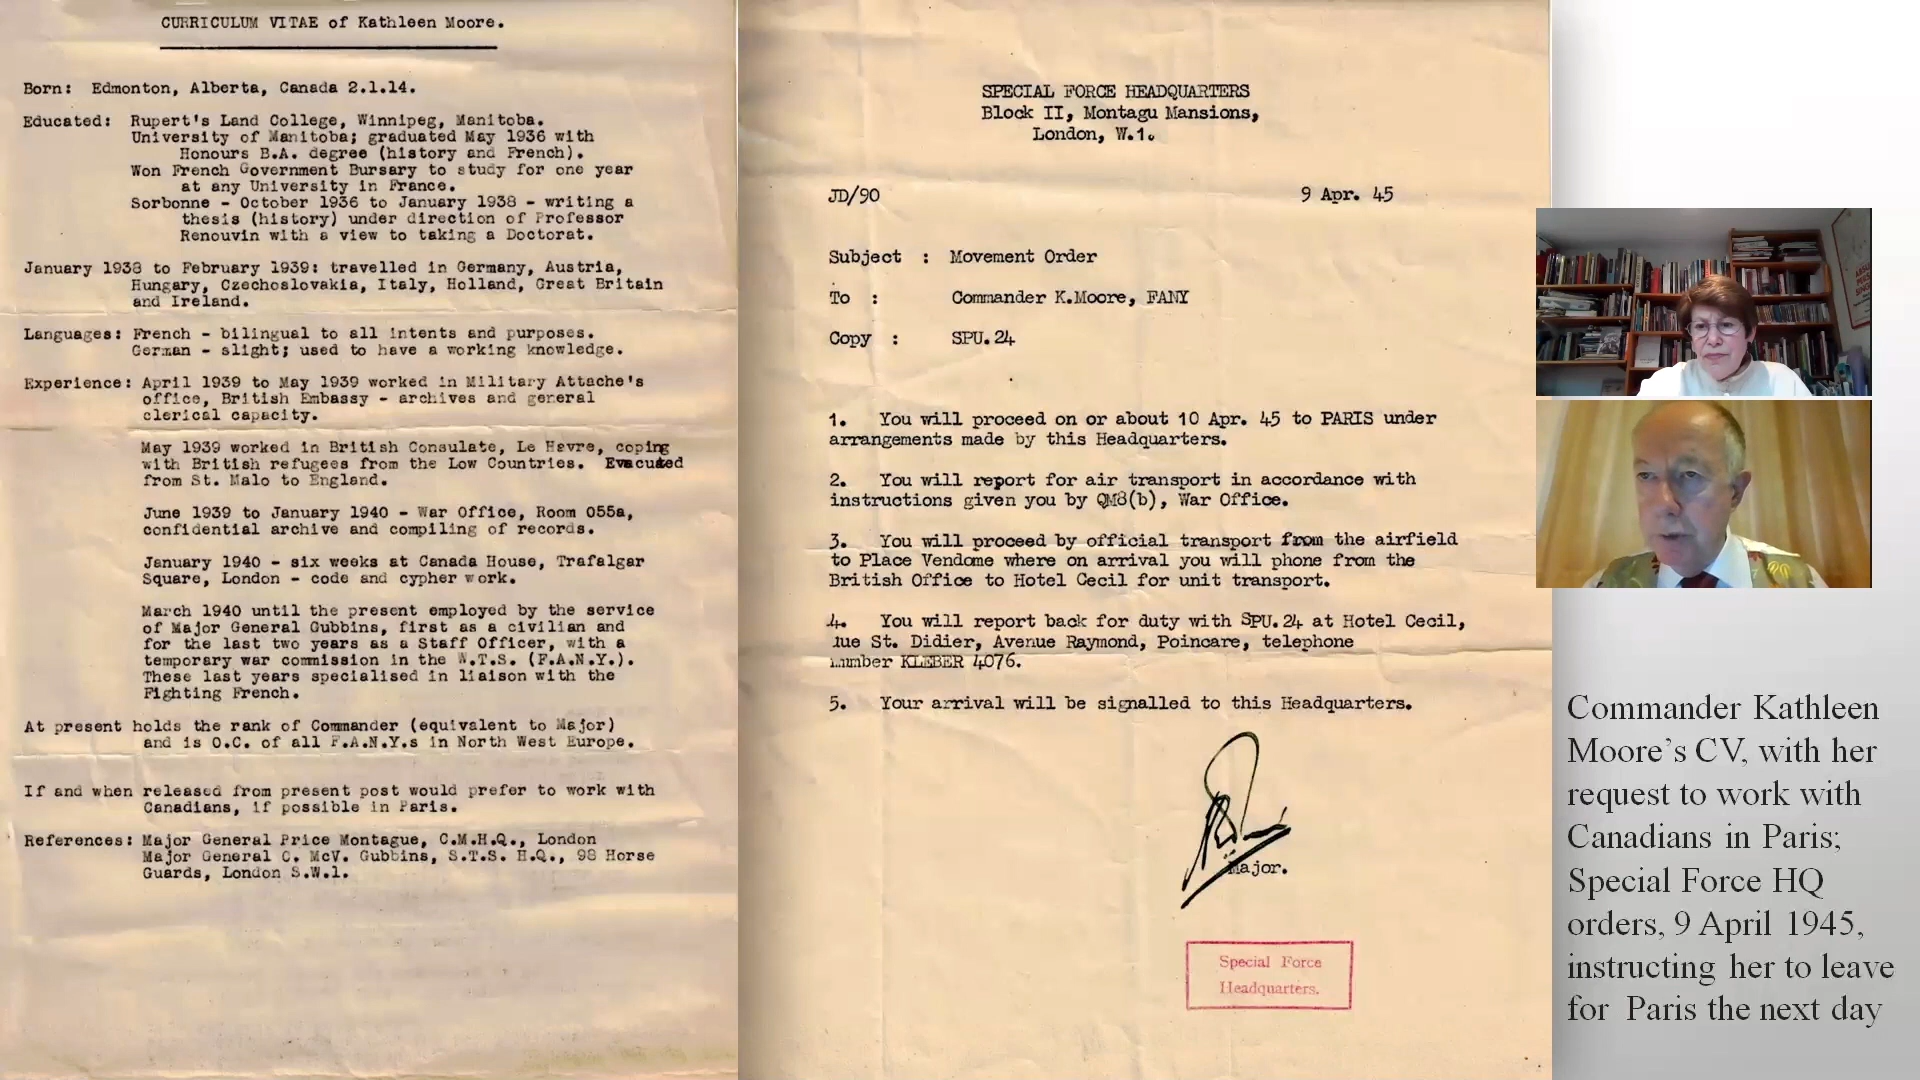 CURRICULUM VITAE of Kathleen Moore.
Born: Edmonton, Alberta, Canada 2.1.14.
Educated: Rupert's Land College, Winnipeg, Manitoba.
University of Manitoba; graduated May 1936 with
Honours B.A. degree (history and French).
Won French Government Bursary to study for one year
at any University in France.
Sorbonne - October 1936 to January 1938 - writing a
thesis (history) under direction of Professor
Renouvin with a view to taking a Doctorat.
January 1938 to February 1939: travelled in Germany, Austria,
Hungary, Czechoslovakia, Italy, Holland, Great Britain
and Ireland.
Languages: French - bilingual to all intents and purposes.
German - slight; used to have a working knowledge.
Experience: April 1939 to May 1939 worked in Military Attache's
office, British Embassy - archives and general
clerical capacity.
May 1939 worked in British Consulate, Le Havre, coping
with British refugees from the Low Countries. Evacuated
from St. Malo to England.
June 1939 to January 1940 - War Office, Room 055a,
confidential archive and compiling of records.
January 1940 - six weeks at Canada House, Trafalgar
Square, London - code and cypher work.
March 1940 until the present employed by the service
of Major General Gubbins, first as a civilian and
for the last two years as a Staff Officer, with a
temporary war commission in the W.T.S. (F.A.N.Y.).
These last years specialised in liaison with the
Fighting French.
At present holds the rank of Commander (equivalent to Major)
and is O.C. of all F.A.N.Y.s in North West Europe.
If and when released from present post would prefer to work with
Canadians, if possible in Paris.
References: Major General Price Montague, C.M.H.Q., London
Major General C. McV. Gubbins, S.T.S. H.Q., 98 Horse
Guards, London S.W.1.
SPECIAL FORCE HEADQUARTERS
Block II, Montagu Mansions,
London, W.1.
JD/90 9 Apr. 45
Subject : Movement Order
To : Commander K.Moore, FANY
Copy : SPU.24
1. You will proceed on or about 10 Apr. 45 to PARIS under
arrangements made by this Headquarters.
2. You will report for air transport in accordance with
instructions given you by QM8(b), War Office.
3. You will proceed by official transport from the airfield
to Place Vendome where on arrival you will phone from the
British Office to Hotel Cecil for unit transport.
4. You will report back for duty with SPU.24 at Hotel Cecil,
Rue St. Didier, Avenue Raymond, Poincare, telephone
number KLEBER 4076.
5. Your arrival will be signalled to this Headquarters.
Major.
Special Force
Headquarters.
Commander Kathleen
Moore's CV, with her
request to work with
Canadians in Paris;
Special Force HQ
orders, 9 April 1945,
instructing her to leave
for Paris the next day